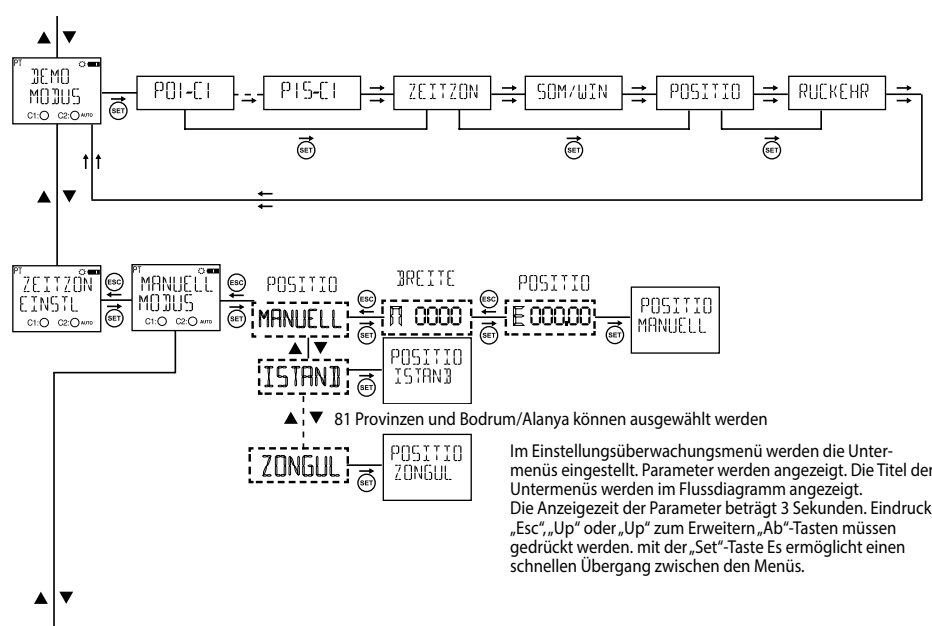 PT
DEMO
MODUS
C1: C2: AUTO
SET
P01-C1
P15-C1
ZEITZON
SOM/WIN
POSITIO
RUCKEHR
SET
SET
SET
PT
ZEITZON
EINSTL
C1: C2: AUTO
ESC
SET
PT
MANUELL
MODUS
C1: C2: AUTO
ESC
SET
POSITIO
MANUELL
ESC
SET
BREITE
N 0000
ESC
SET
POSITIO
E 000.00
SET
POSITIO
MANUELL
ISTANB
SET
POSITIO
ISTANB
81 Provinzen und Bodrum/Alanya können ausgewählt werden
ZONGUL
SET
POSITIO
ZONGUL
Im Einstellungsüberwachungsmenü werden die Unter-
menüs eingestellt. Parameter werden angezeigt. Die Titel der
Untermenüs werden im Flussdiagramm angezeigt.
Die Anzeigezeit der Parameter beträgt 3 Sekunden. Eindruck
„Esc“, „Up“ oder „Up“ zum Erweitern „Ab“-Tasten müssen
gedrückt werden. mit der „Set“-Taste Es ermöglicht einen
schnellen Übergang zwischen den Menüs.